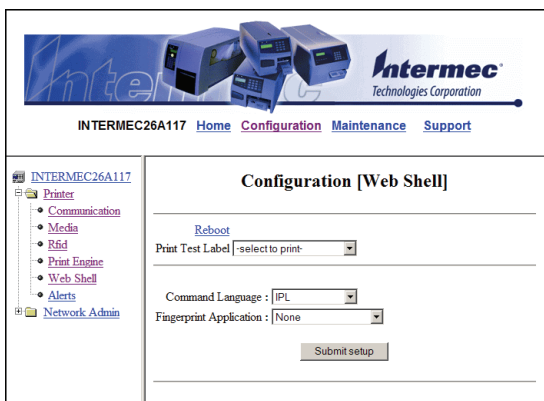 Inte
Intermec
Technologies Corporation
INTERMEC26A117 Home Configuration Maintenance Support
INTERMEC26A117
Printer
Communication
Media
Rfid
Print Engine
Web Shell
Alerts
Network Admin
Configuration [Web Shell]
Reboot
Print Test Label -select to print-
Command Language : IPL
Fingerprint Application : None
Submit setup